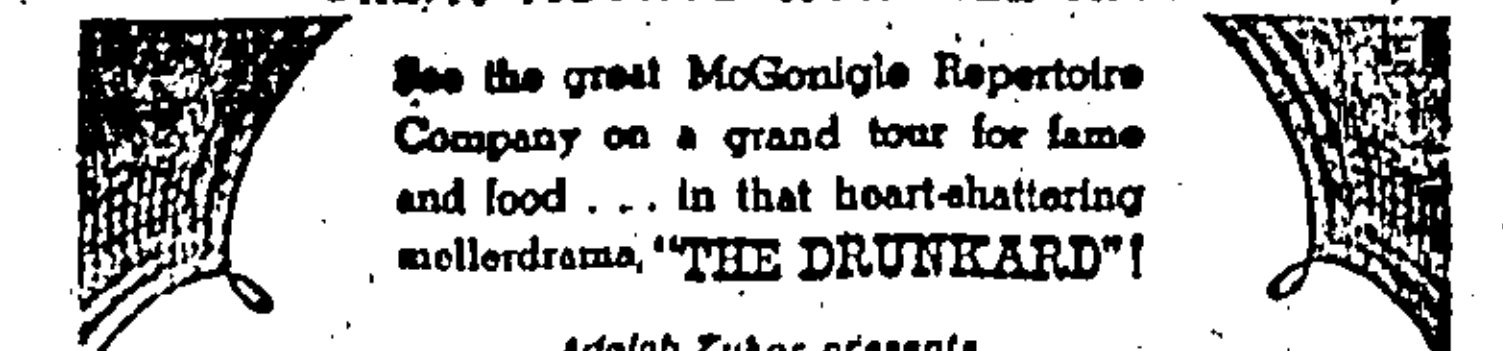 See the great McGonigle Repertoire
Company on a grand tour for fame
and food . . . in that heart-shattering
mellerdrama, "THE DRUNKARD"!
Adolph Zukor presents